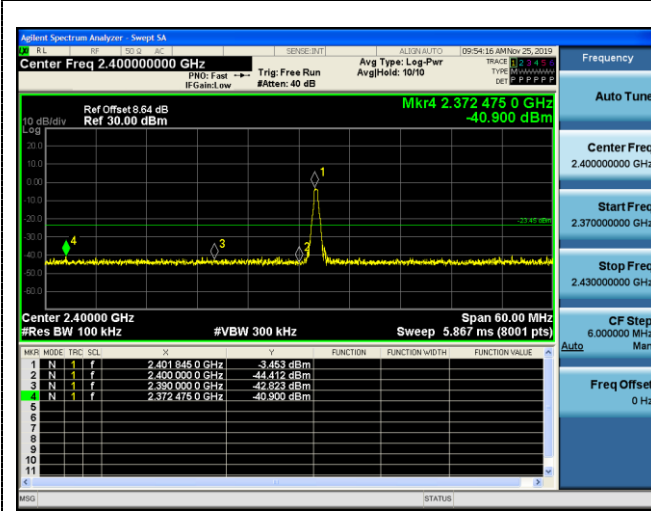 Agilent Spectrum Analyzer - Swept SA
RL RF 50 Ω AC SENSE:INT ALIGN AUTO 09:54:16 AM Nov 25, 2019
Center Freq 2.400000000 GHz
PNO: Fast
IFGain:Low
Trig: Free Run
#Atten: 40 dB
Avg Type: Log-Pwr
Avg|Hold: 10/10
TRACE 1 2 3 4 5 6
TYPE M
DET P P P P P P
Ref Offset 8.64 dB
Ref 30.00 dBm
Mkr4 2.372 475 0 GHz
-40.900 dBm
10 dB/div
Log
20.0
10.0
0.00
-10.0
-20.0
-30.0
-40.0
-50.0
-60.0
1
-23.45 dBm
4
3
2
Center 2.40000 GHz
Span 60.00 MHz
#Res BW 100 kHz
#VBW 300 kHz
Sweep 5.867 ms (8001 pts)
MKR MODE TRC SCL X Y FUNCTION FUNCTION WIDTH FUNCTION VALUE
1 N 1 f 2.401 845 0 GHz -3.453 dBm
2 N 1 f 2.400 000 0 GHz -44.412 dBm
3 N 1 f 2.390 000 0 GHz -42.823 dBm
4 N 1 f 2.372 475 0 GHz -40.900 dBm
5
6
7
8
9
10
11
MSG STATUS
Frequency
Auto Tune
Center Freq
2.400000000 GHz
Start Freq
2.370000000 GHz
Stop Freq
2.430000000 GHz
CF Step
6.000000 MHz
Auto Man
Freq Offset
0 Hz